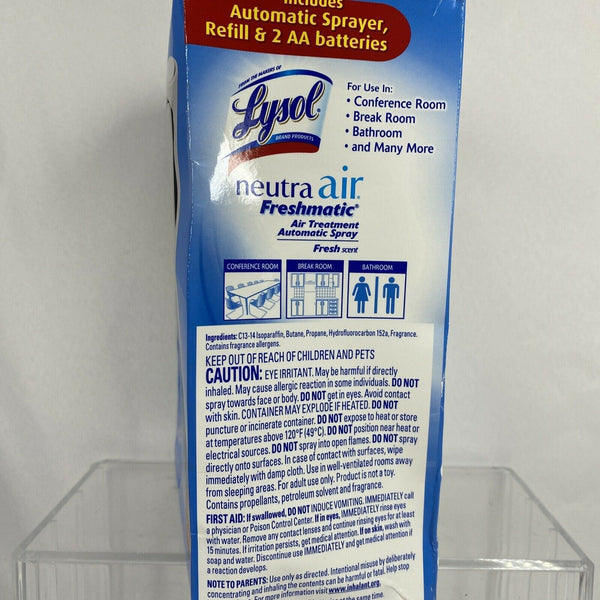 Includes
Automatic Sprayer,
Refill & 2 AA batteries
FROM THE MAKERS OF
Lysol
BRAND PRODUCTS
For Use In:
• Conference Room
• Break Room
• Bathroom
• and Many More
neutra air®
Freshmatic®
Air Treatment
Automatic Spray
Fresh scent
CONFERENCE ROOM BREAK ROOM BATHROOM
Ingredients: C13-14 Isoparaffin, Butane, Propane, Hydrofluorocarbon 152a, Fragrance.
Contains fragrance allergens.
KEEP OUT OF REACH OF CHILDREN AND PETS
CAUTION: EYE IRRITANT. May be harmful if directly
inhaled. May cause allergic reaction in some individuals. DO NOT
spray towards face or body. DO NOT get in eyes. Avoid contact
with skin. CONTAINER MAY EXPLODE IF HEATED. DO NOT
puncture or incinerate container. DO NOT expose to heat or store
at temperatures above 120°F (49°C). DO NOT position near heat or
electrical sources. DO NOT spray into open flames. DO NOT spray
directly onto surfaces. In case of contact with surfaces, wipe
immediately with damp cloth. Use in well-ventilated rooms away
from sleeping areas. For adult use only. Product is not a toy.
Contains propellants, petroleum solvent and fragrance.
FIRST AID: If swallowed, DO NOT INDUCE VOMITING. IMMEDIATELY call
a physician or Poison Control Center. If in eyes, IMMEDIATELY rinse eyes
with water. Remove any contact lenses and continue rinsing eyes for at least
15 minutes. If irritation persists, get medical attention. If on skin, wash with
soap and water. Discontinue use IMMEDIATELY and get medical attention if
a reaction develops.
NOTE TO PARENTS: Use only as directed. Intentional misuse by deliberately
concentrating and inhaling the contents can be harmful or fatal. Help stop
For more information visit www.inhalant.org.
at the same time.